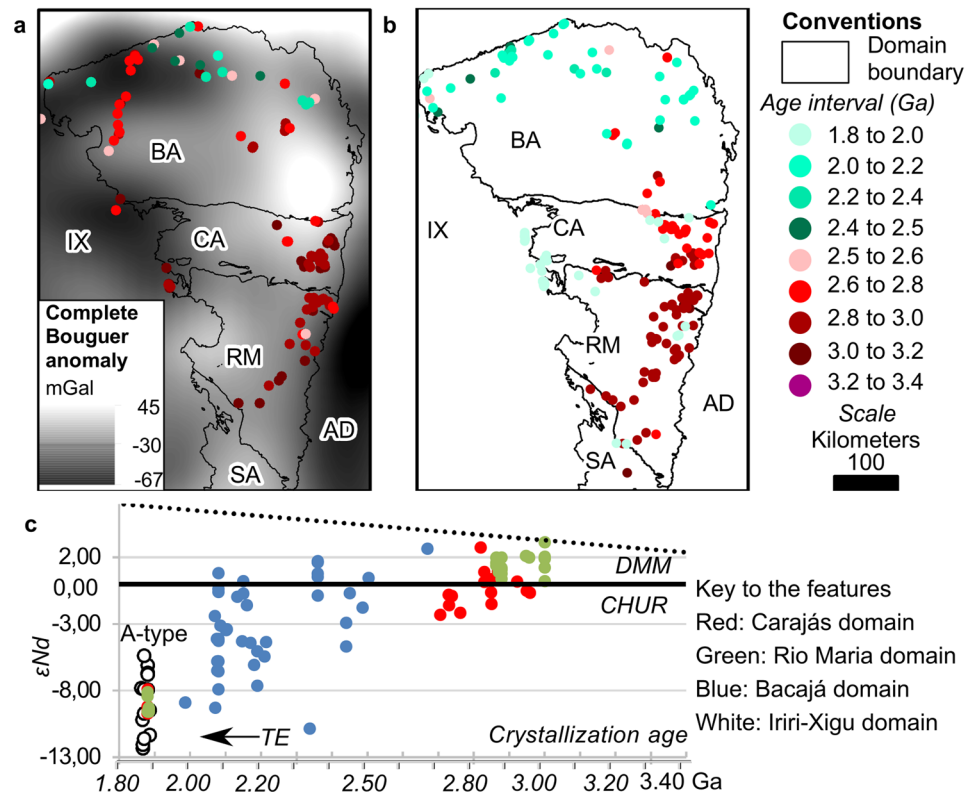 a
BA
IX
CA
RM
AD
SA
Complete
Bouguer
anomaly
mGal
45
-30
-67
b
BA
IX
CA
RM
AD
SA
Conventions
Domain
boundary
Age interval (Ga)
1.8 to 2.0
2.0 to 2.2
2.2 to 2.4
2.4 to 2.5
2.5 to 2.6
2.6 to 2.8
2.8 to 3.0
3.0 to 3.2
3.2 to 3.4
Scale
Kilometers
100
c
2,00
0,00
-3,00
-8,00
-13,00
εNd
DMM
CHUR
A-type
TE
Crystallization age
1.80 2.00 2.20 2.50 2.80 3.00 3.20 3.40 Ga
Key to the features
Red: Carajás domain
Green: Rio Maria domain
Blue: Bacajá domain
White: Iriri-Xigu domain